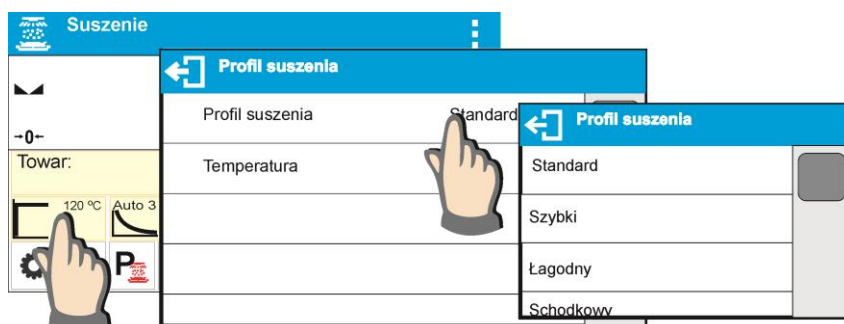 Suszenie
→0←
Towar:
120 ºC
Auto 3
P
Profil suszenia
Profil suszenia Standard
Temperatura
Profil suszenia
Standard
Szybki
Łagodny
Schodkowy